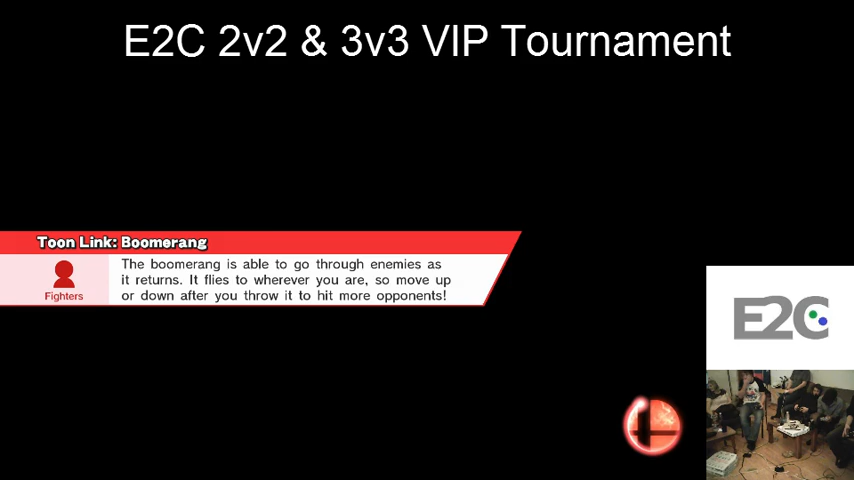 E2C 2v2 & 3v3 VIP Tournament
Toon Link: Boomerang
The boomerang is able to go through enemies as
it returns. It flies to wherever you are, so move up
or down after you throw it to hit more opponents!
Fighters
E2C